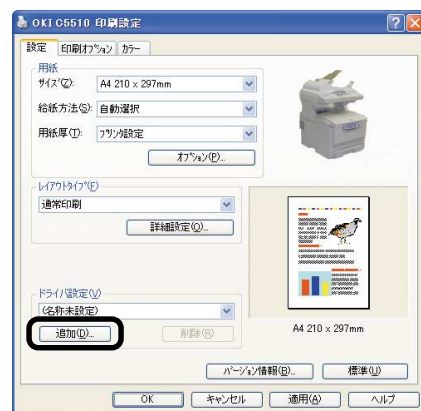 OKI C5510 印刷設定
設定 印刷ｵﾌﾟｼｮﾝ ｶﾗｰ
用紙
ｻｲｽﾞ(Z): A4 210 x 297mm
給紙方法(S): 自動選択
用紙厚(T): ﾌﾟﾘﾝﾀ設定
ｵﾌﾟｼｮﾝ(P)...
ﾚｲｱｳﾄﾀｲﾌﾟ(E)
通常印刷
詳細設定(O)...
ﾄﾞﾗｲﾊﾞ設定(V)
(名称未設定)
追加(D)... 削除(R)
A4 210 x 297mm
ﾊﾞｰｼﾞｮﾝ情報(B)... 標準(U)
OK ｷｬﾝｾﾙ 適用(A) ﾍﾙﾌﾟ